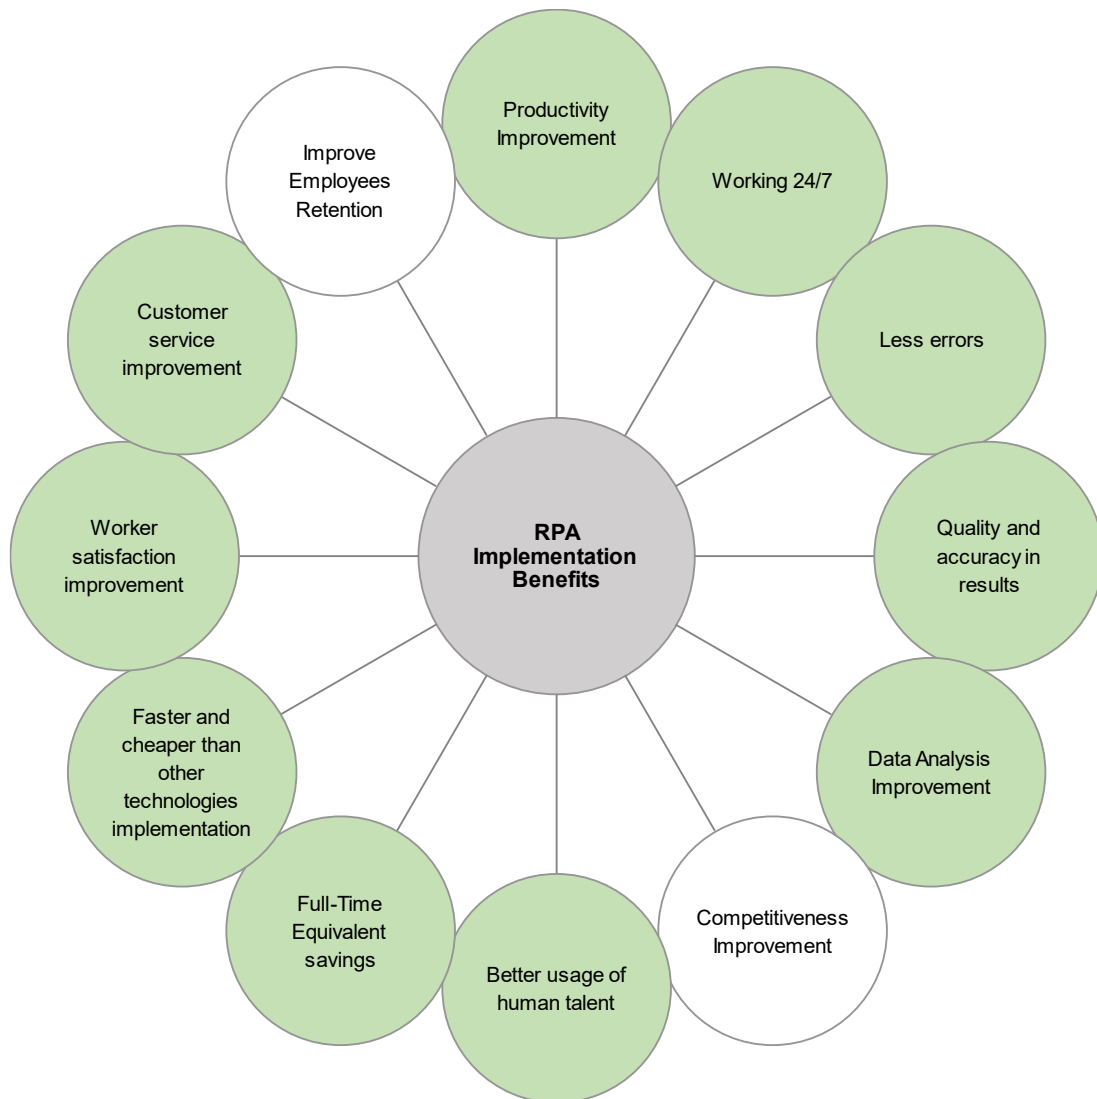 Productivity
Improvement
Working 24/7
Less errors
Quality and
accuracy in
results
Data Analysis
Improvement
Competitiveness
Improvement
Better usage of
human talent
Full-Time
Equivalent
savings
Faster and
cheaper than
other
technologies
implementation
Worker
satisfaction
improvement
Customer
service
improvement
Improve
Employees
Retention
RPA
Implementation
Benefits